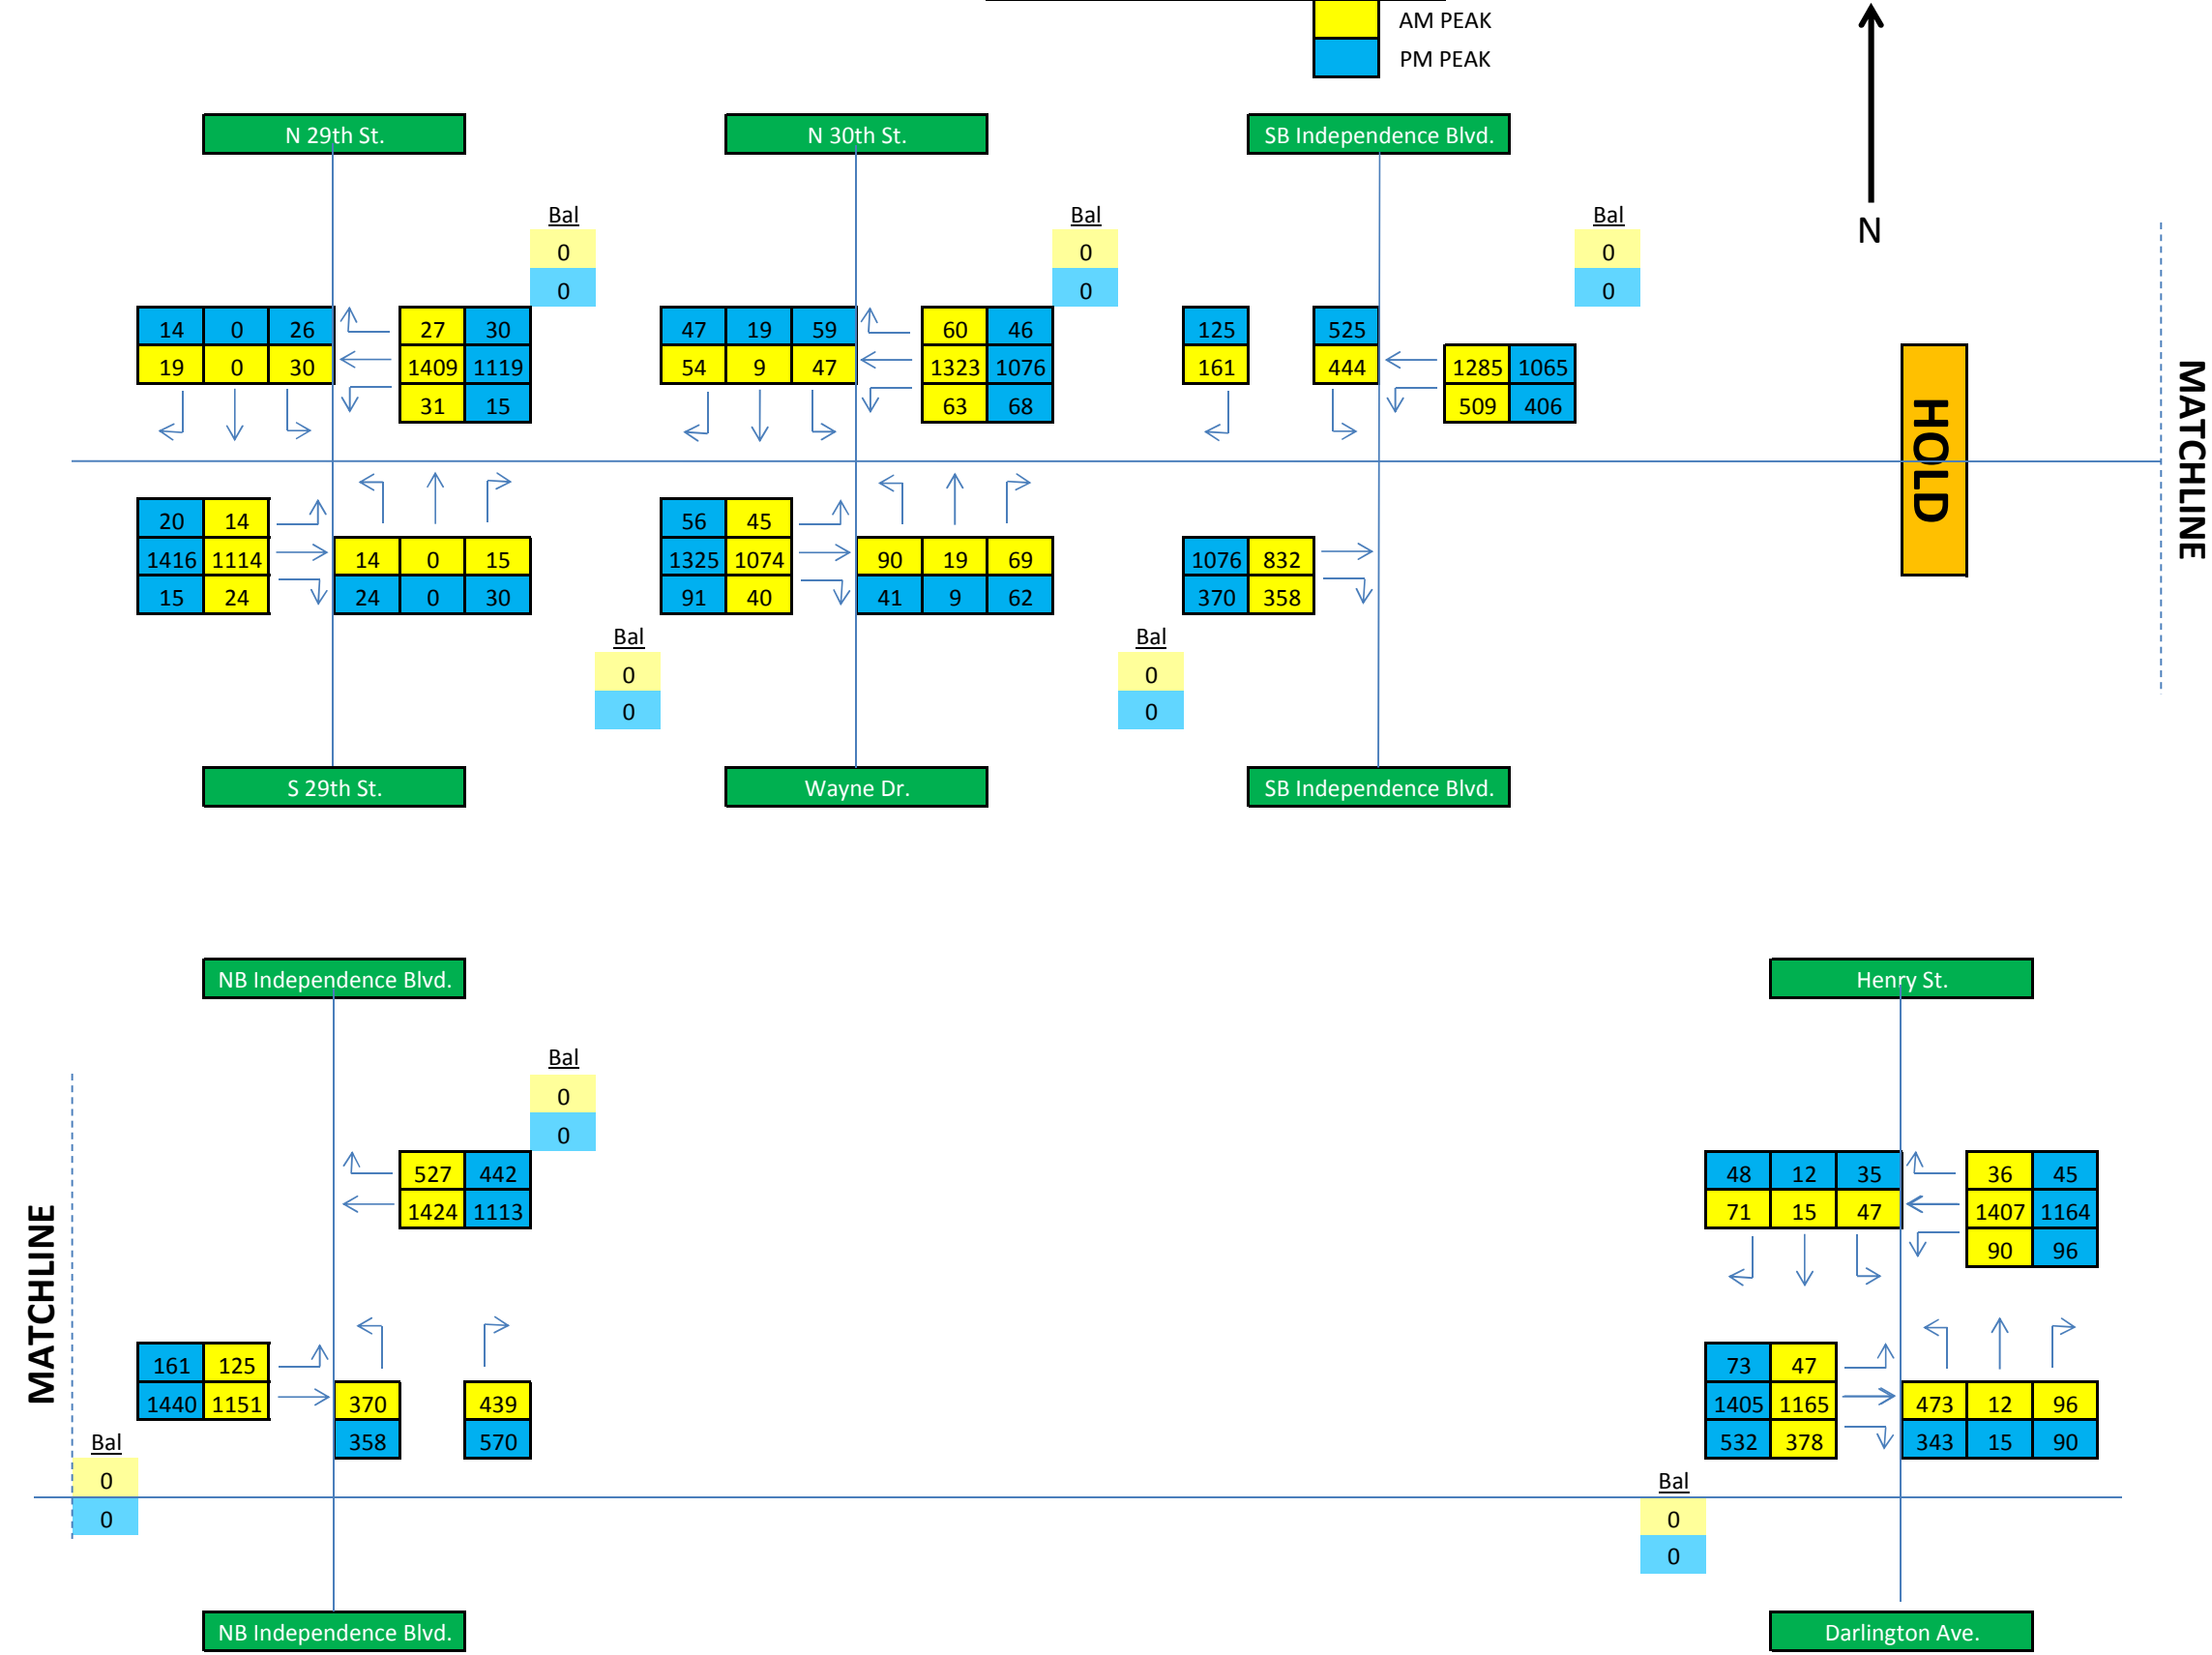 AM PEAK
PM PEAK
N
N 29th St.
N 30th St.
SB Independence Blvd.
Bal
Bal
Bal
0
0
0
0
0
0
14 0 26
27 30
47 19 59
60 46
125
525
19 0 30
1409 1119
54 9 47
1323 1076
161
444
1285 1065
31 15
63 68
509 406
HOLD
MATCHLINE
20 14
56 45
1416 1114
14 0 15
1325 1074
90 19 69
1076 832
15 24
24 0 30
91 40
41 9 62
370 358
Bal
Bal
0
0
0
0
S 29th St.
Wayne Dr.
SB Independence Blvd.
NB Independence Blvd.
Henry St.
Bal
0
0
527 442
48 12 35
36 45
1424 1113
71 15 47
1407 1164
90 96
MATCHLINE
161 125
73 47
1440 1151
370
439
1405 1165
473 12 96
358
570
532 378
343 15 90
Bal
0
0
Bal
0
0
NB Independence Blvd.
Darlington Ave.